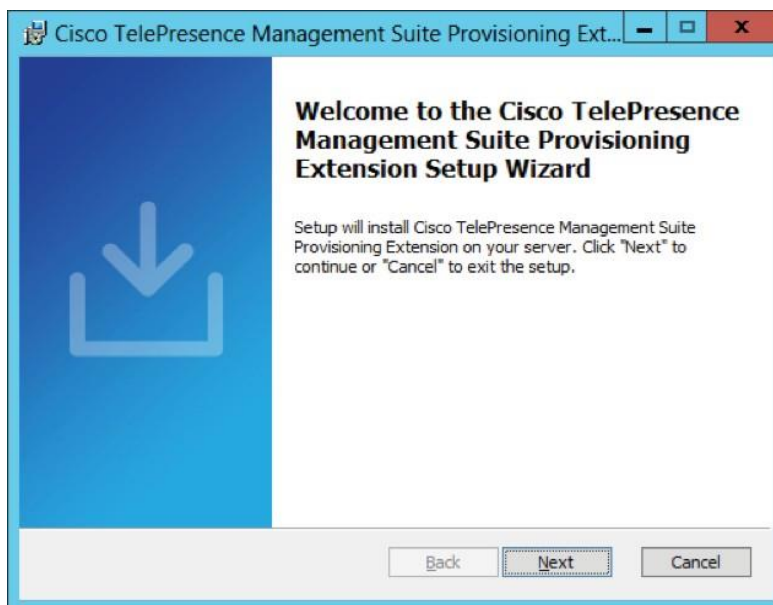 Cisco TelePresence Management Suite Provisioning Ext...
Welcome to the Cisco TelePresence
Management Suite Provisioning
Extension Setup Wizard
Setup will install Cisco TelePresence Management Suite
Provisioning Extension on your server. Click "Next" to
continue or "Cancel" to exit the setup.
Back Next Cancel